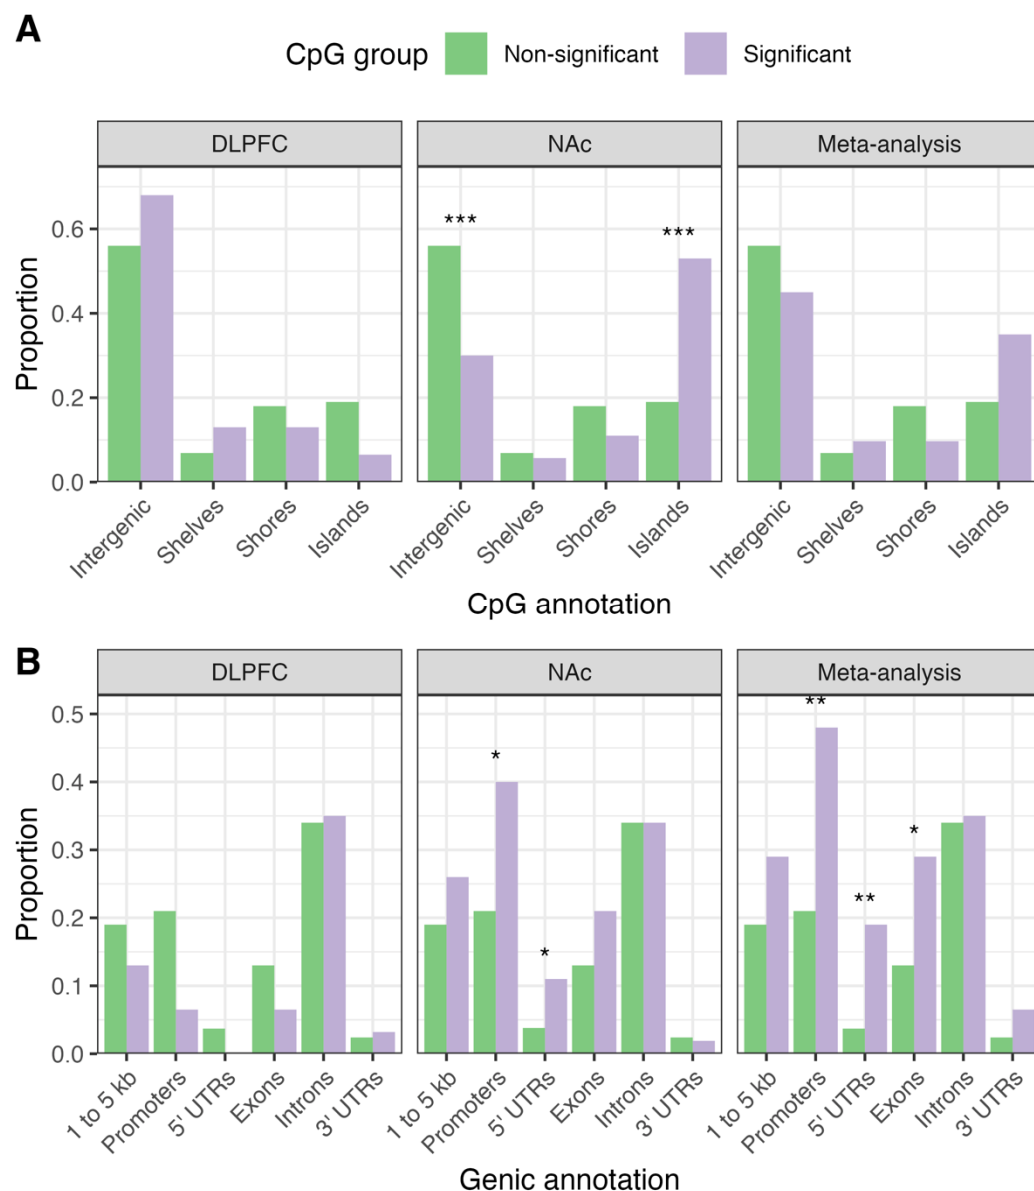 A
CpG group Non-significant Significant
DLPFC NAc Meta-analysis
*** ***
Proportion
0.6
0.4
0.2
0.0
Intergenic Shelves Shores Islands Intergenic Shelves Shores Islands Intergenic Shelves Shores Islands
CpG annotation
B
DLPFC NAc Meta-analysis
Proportion
0.5
0.4
0.3
0.2
0.1
0.0
* * ** ** *
1 to 5 kb Promoters 5' UTRs Exons Introns 3' UTRs 1 to 5 kb Promoters 5' UTRs Exons Introns 3' UTRs 1 to 5 kb Promoters 5' UTRs Exons Introns 3' UTRs
Genic annotation